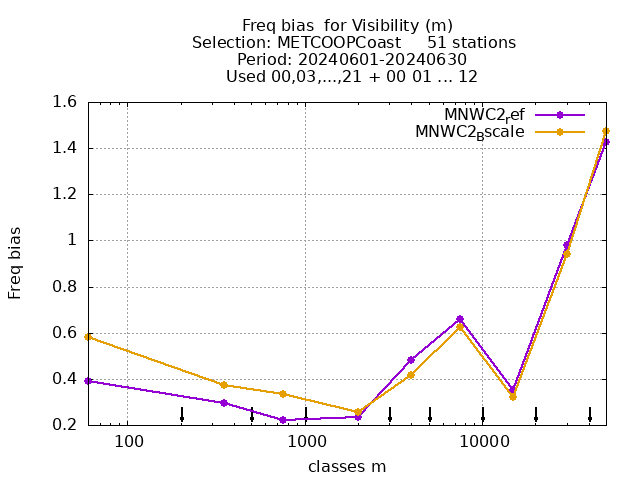 Freq bias  for Visibility (m)
Selection: METCOOPCoast     51 stations
Period: 20240601-20240630
Used 00,03,...,21 + 00 01 ... 12
MNWC2ref
MNWC2Bscale
1.6
1.4
1.2
1
0.8
0.6
0.4
0.2
Freq bias
100
1000
10000
classes m